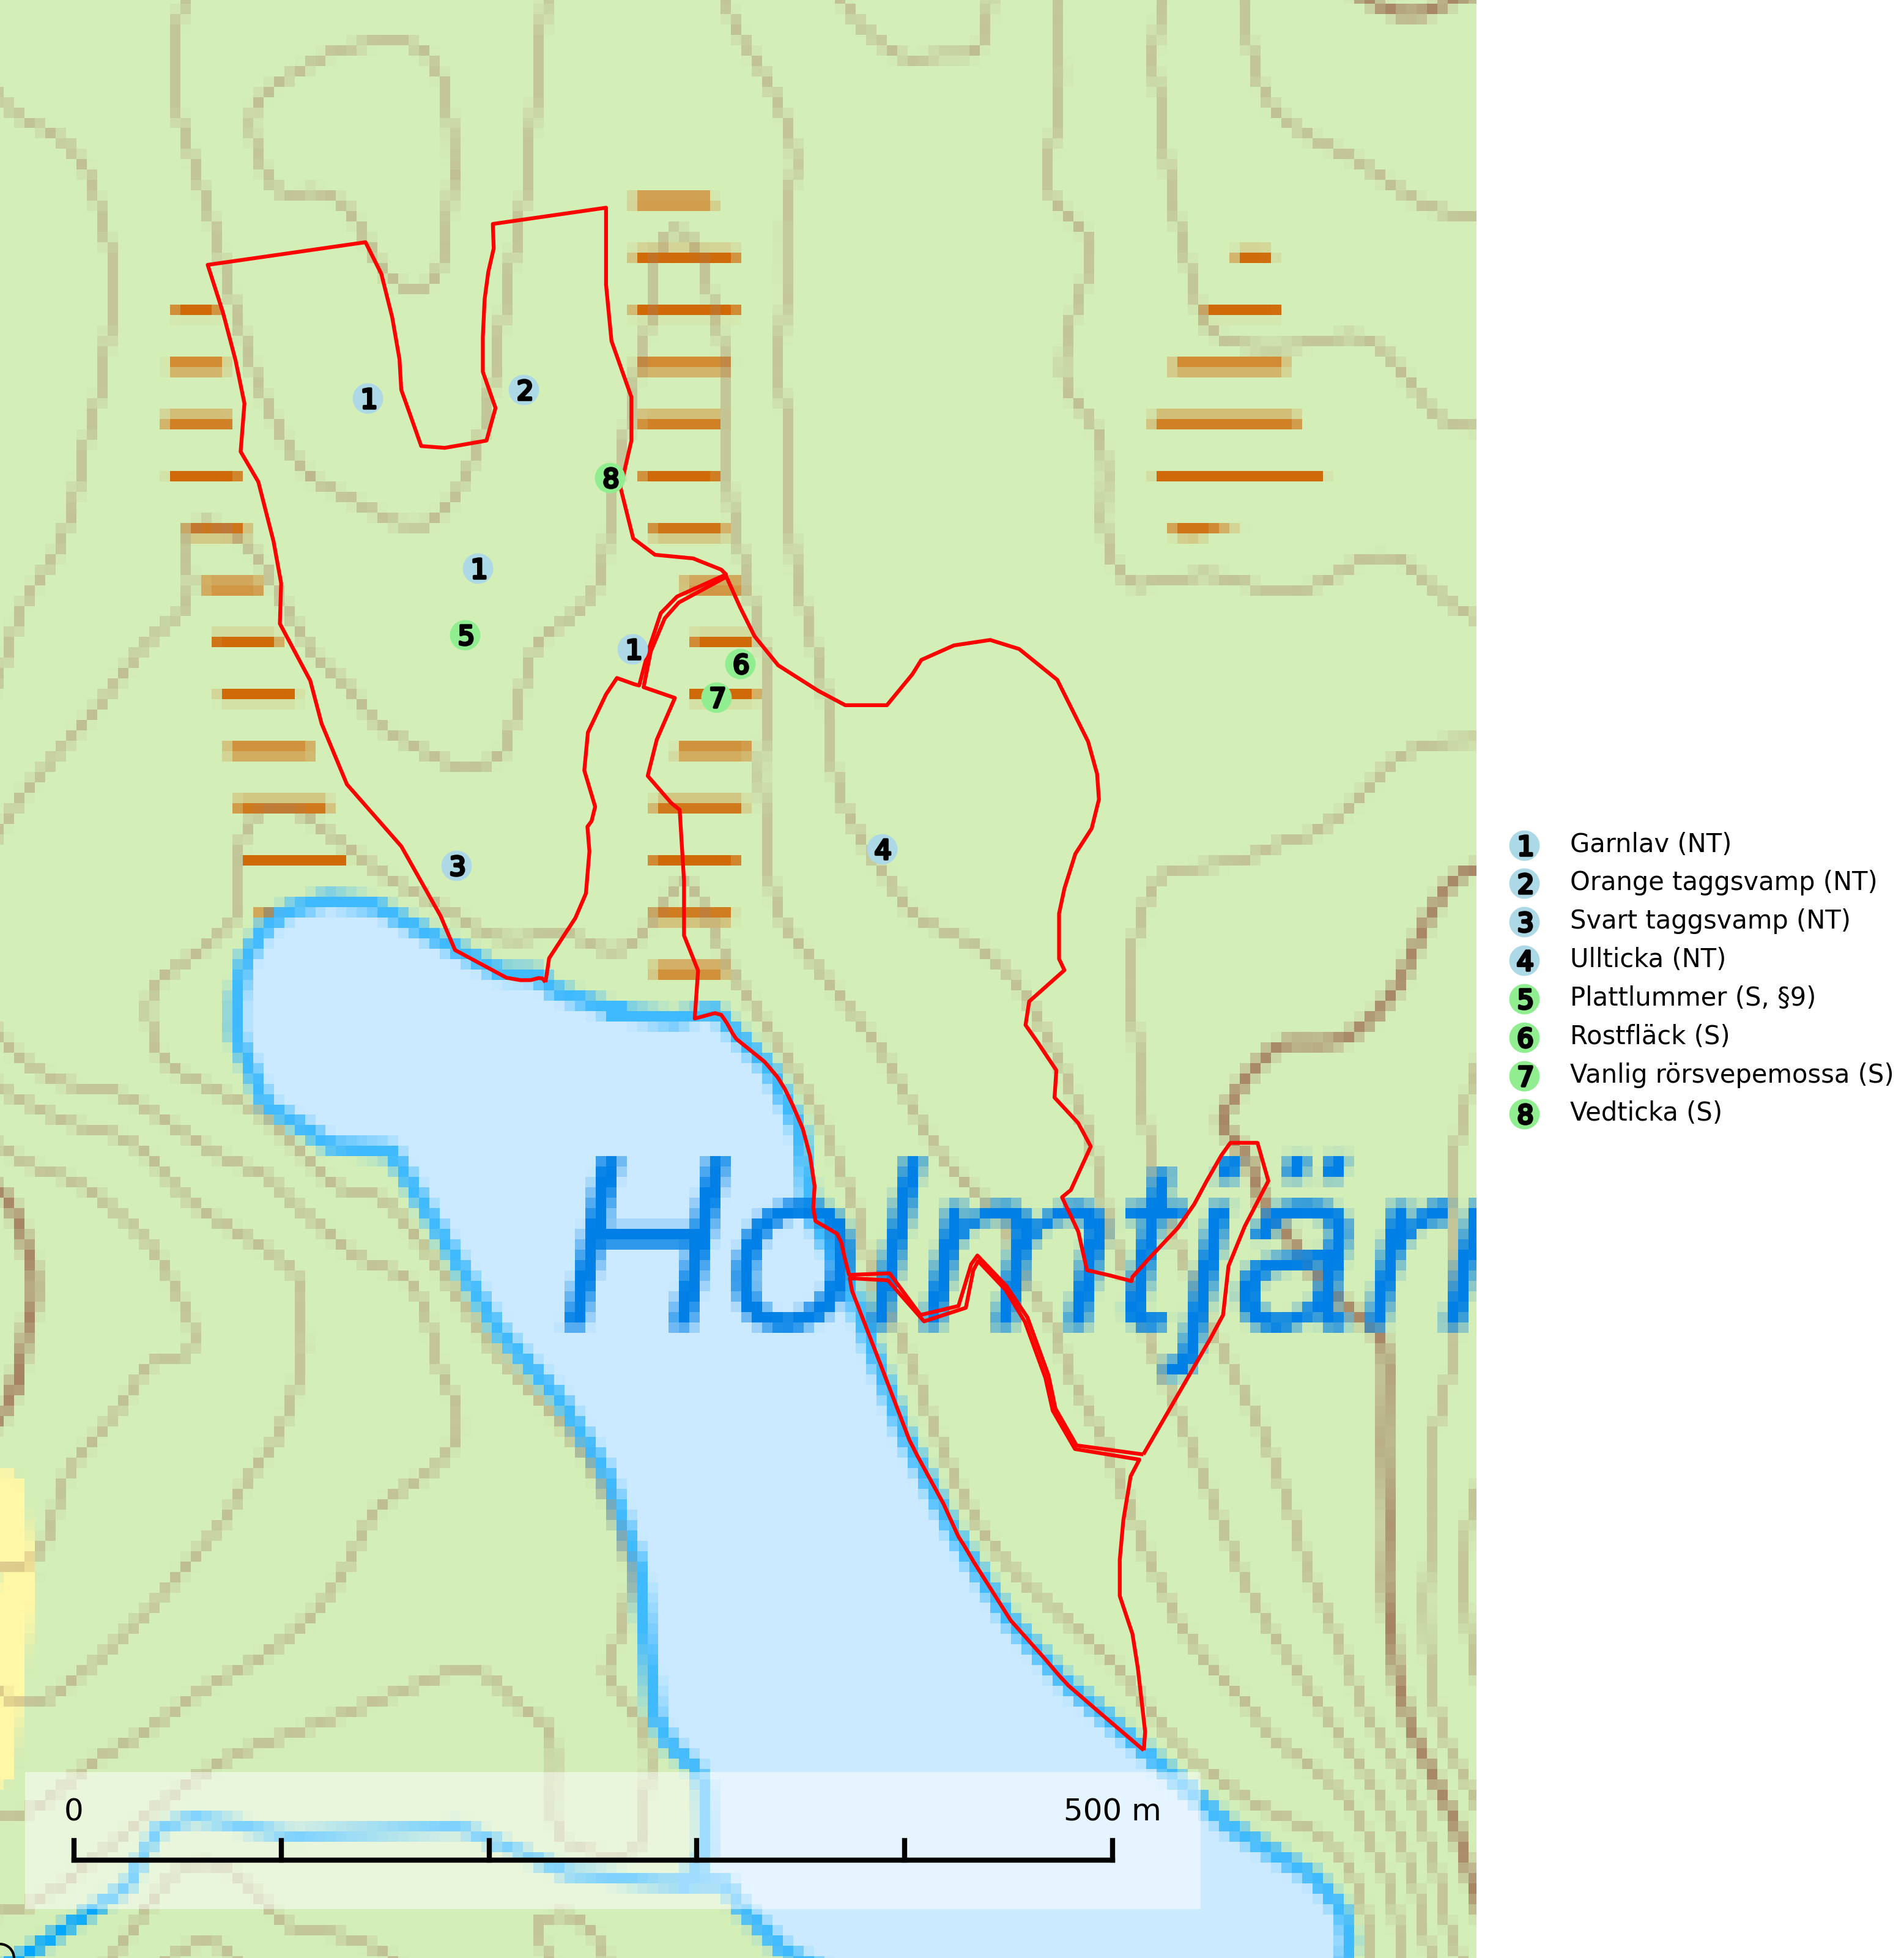 1
2
8
1
5
1
6
7
4
3
Holmtjärn
0 500 m
1 Garnlav (NT)
2 Orange taggsvamp (NT)
3 Svart taggsvamp (NT)
4 Ullticka (NT)
5 Plattlummer (S, §9)
6 Rostfläck (S)
7 Vanlig rörsvepemossa (S)
8 Vedticka (S)